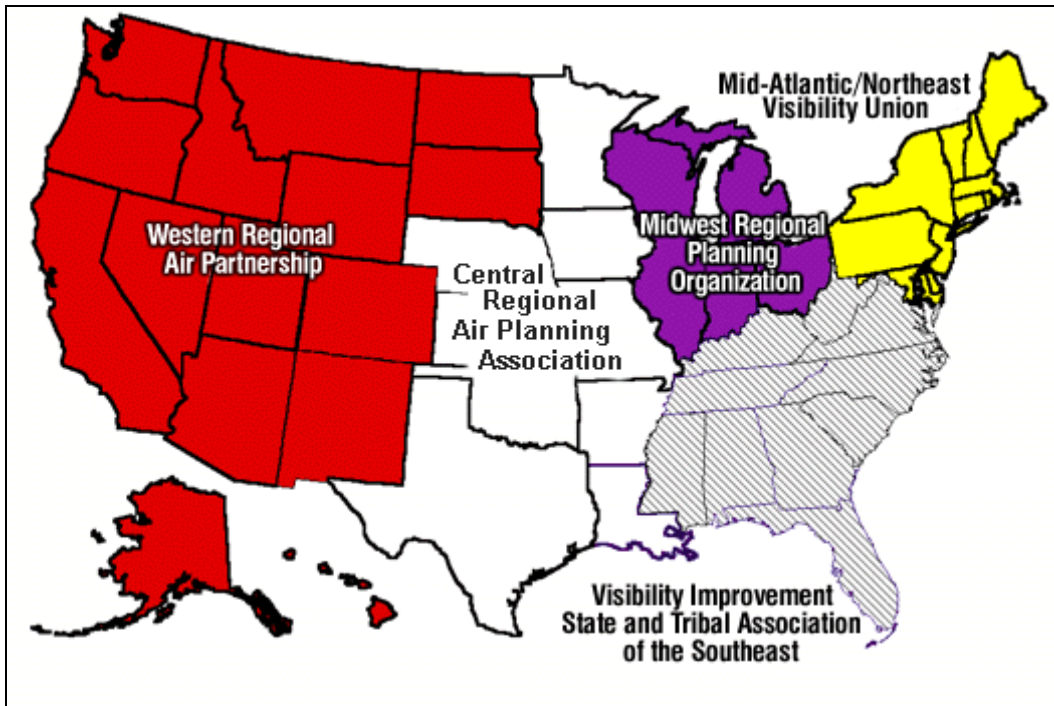 Mid-Atlantic/Northeast
Visibility Union
Western Regional
Air Partnership
Midwest Regional
Planning
Organization
Central
Regional
Air Planning
Association
Visibility Improvement
State and Tribal Association
of the Southeast